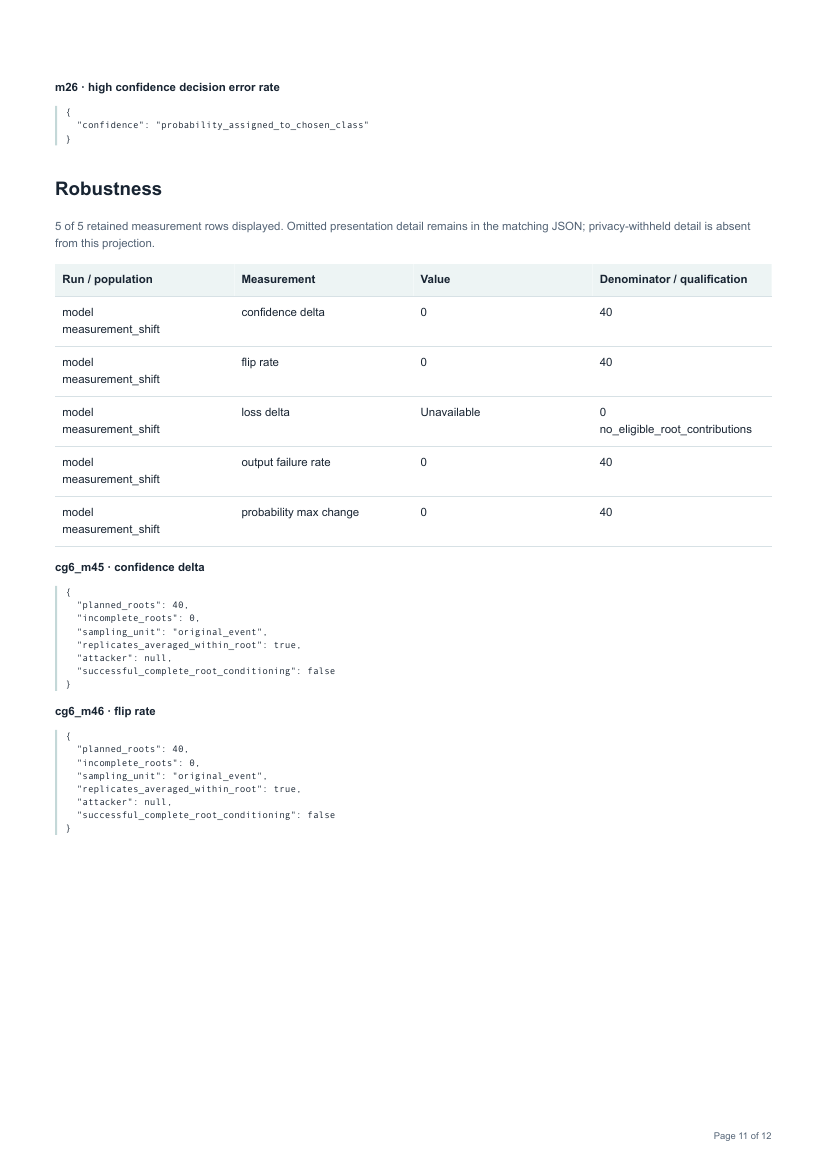 m26 · high confidence decision error rate
{
  "confidence": "probability_assigned_to_chosen_class"
}
Robustness
5 of 5 retained measurement rows displayed. Omitted presentation detail remains in the matching JSON; privacy-withheld detail is absent
from this projection.
Run / population Measurement Value Denominator / qualification
model confidence delta 0 40
measurement_shift
model flip rate 0 40
measurement_shift
model loss delta Unavailable 0
measurement_shift no_eligible_root_contributions
model output failure rate 0 40
measurement_shift
model probability max change 0 40
measurement_shift
cg6_m45 · confidence delta
{
  "planned_roots": 40,
  "incomplete_roots": 0,
  "sampling_unit": "original_event",
  "replicates_averaged_within_root": true,
  "attacker": null,
  "successful_complete_root_conditioning": false
}
cg6_m46 · flip rate
{
  "planned_roots": 40,
  "incomplete_roots": 0,
  "sampling_unit": "original_event",
  "replicates_averaged_within_root": true,
  "attacker": null,
  "successful_complete_root_conditioning": false
}
Page 11 of 12